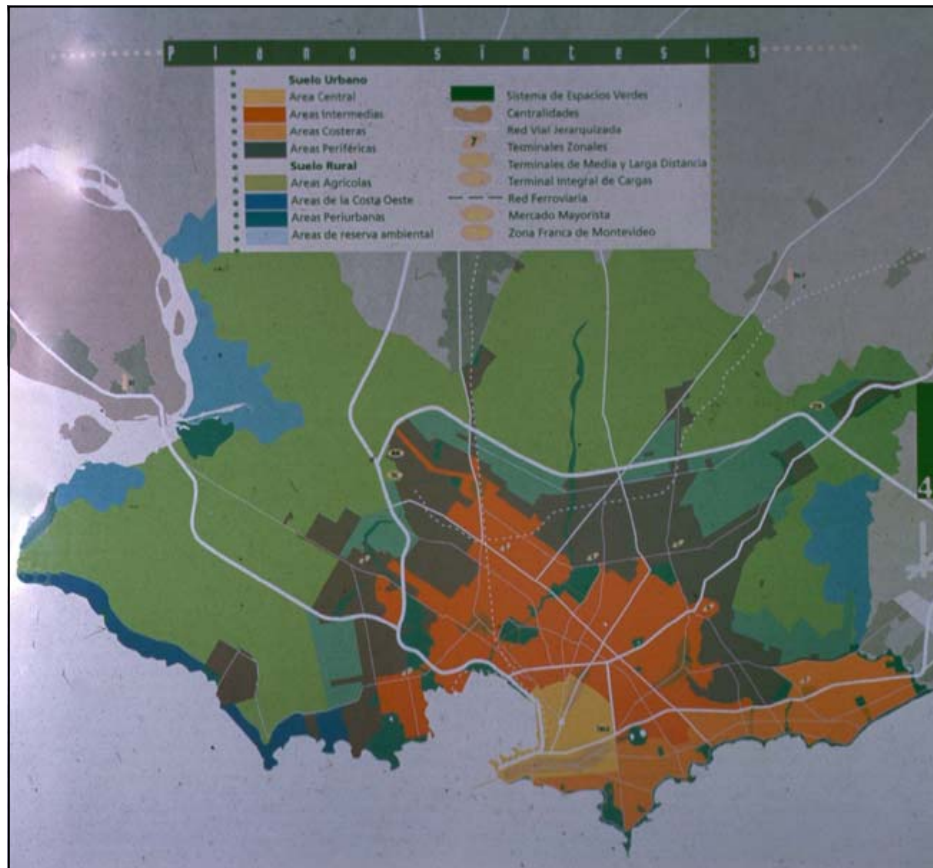 Plano síntesis
Suelo Urbano
Area Central
Areas Intermedias
Areas Costeras
Areas Periféricas
Suelo Rural
Areas Agrícolas
Areas de la Costa Oeste
Areas Periurbanas
Areas de reserva ambiental
Sistema de Espacios Verdes
Centralidades
Red Vial Jerarquizada
7
Terminales Zonales
Terminales de Media y Larga Distancia
Terminal Integral de Cargas
Red Ferroviaria
Mercado Mayorista
Zona Franca de Montevideo
4